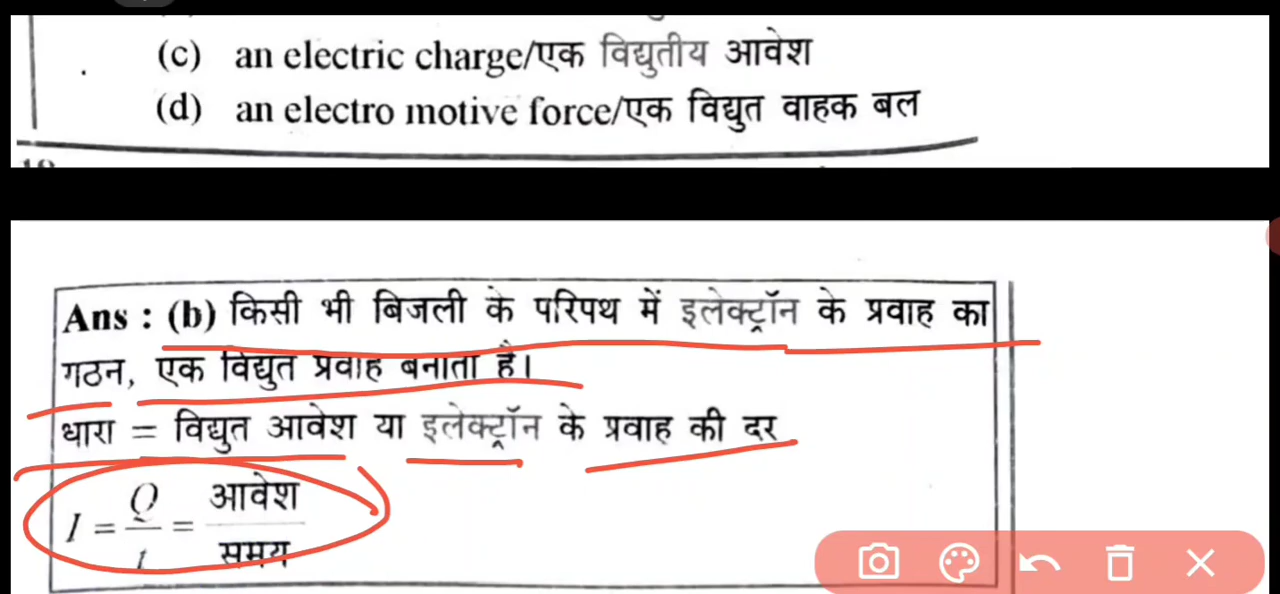 (c) an electric charge/एक विद्युतीय आवेश
(d) an electro motive force/एक विद्युत वाहक बल
Ans : (b) किसी भी बिजली के परिपथ में इलेक्ट्रॉन के प्रवाह का
गठन, एक विद्युत प्रवाह बनाता है।
धारा = विद्युत आवेश या इलेक्ट्रॉन के प्रवाह की दर
I = Q/t = आवेश/समय